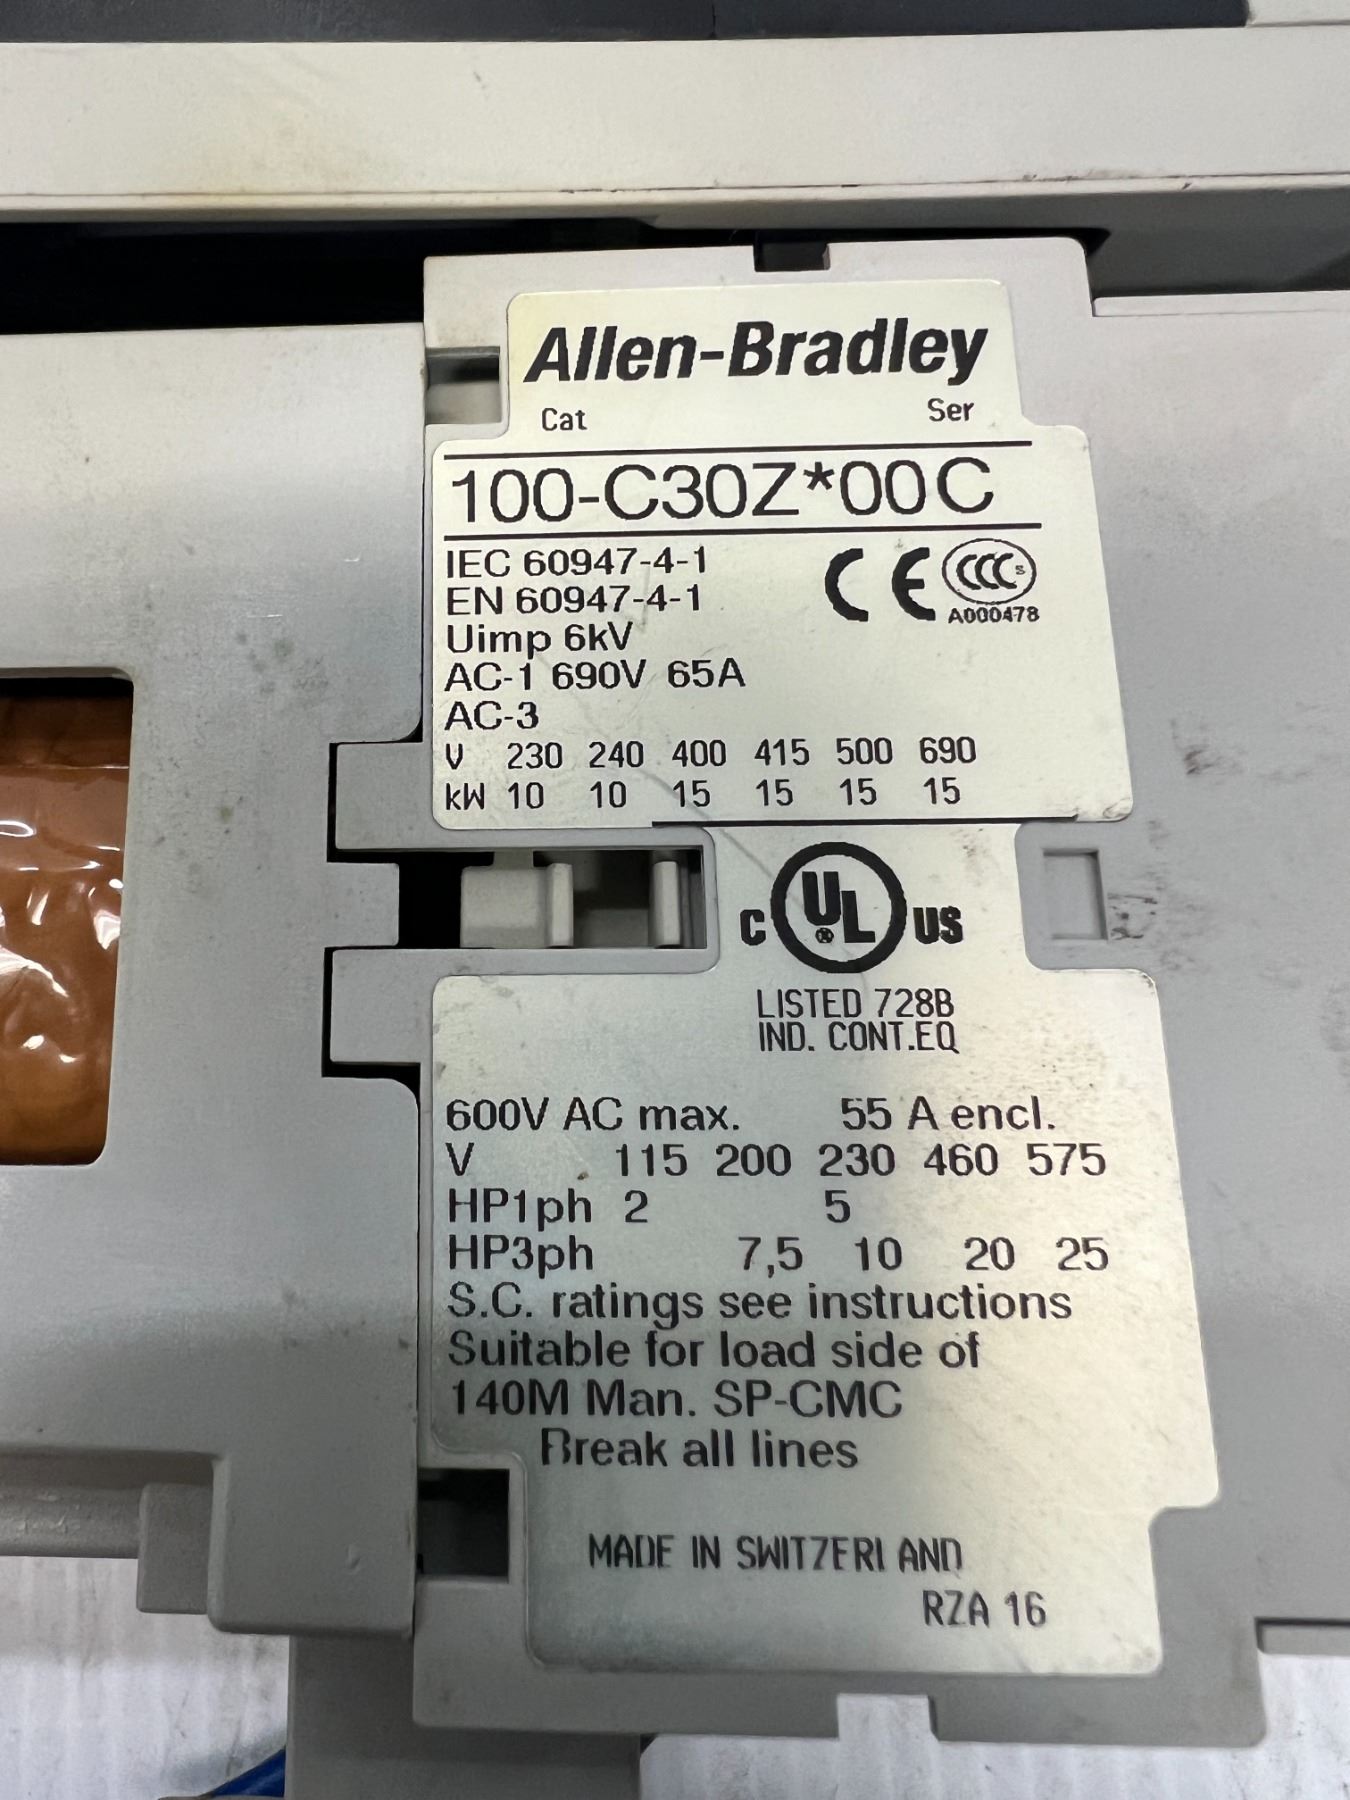 Allen-Bradley
Cat Ser
100-C30Z*00 C
IEC 60947-4-1
EN 60947-4-1
CE CCC S
A000478
Uimp 6kV
AC-1 690V 65A
AC-3
V 230 240 400 415 500 690
kW 10 10 15 15 15 15
C UL US
LISTED 728B
IND. CONT.EQ
600V AC max. 55 A encl.
V 115 200 230 460 575
HP1ph 2 5
HP3ph 7,5 10 20 25
S.C. ratings see instructions
Suitable for load side of
140M Man. SP-CMC
Break all lines
MADE IN SWITZERLAND
RZA 16